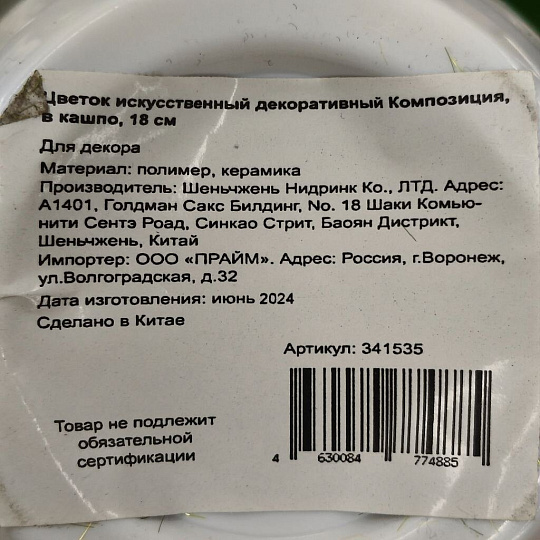 Цветок искусственный декоративный Композиция,
в кашпо, 18 см
Для декора
Материал: полимер, керамика
Производитель: Шеньчжень Нидринк Ко., ЛТД. Адрес:
А1401, Голдман Сакс Билдинг, No. 18 Шаки Комью-
нити Сентэ Роад, Синкао Стрит, Баоян Дистрикт,
Шеньчжень, Китай
Импортер: ООО «ПРАЙМ». Адрес: Россия, г.Воронеж,
ул.Волгоградская, д.32
Дата изготовления: июнь 2024
Сделано в Китае
Артикул: 341535
Товар не подлежит
обязательной
сертификации
4 630084 774885